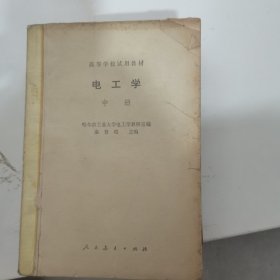 高等学校试用教材
电工学
中册
哈尔滨工业大学电工学教研室编
秦曾煌 主编
人民教育出版社